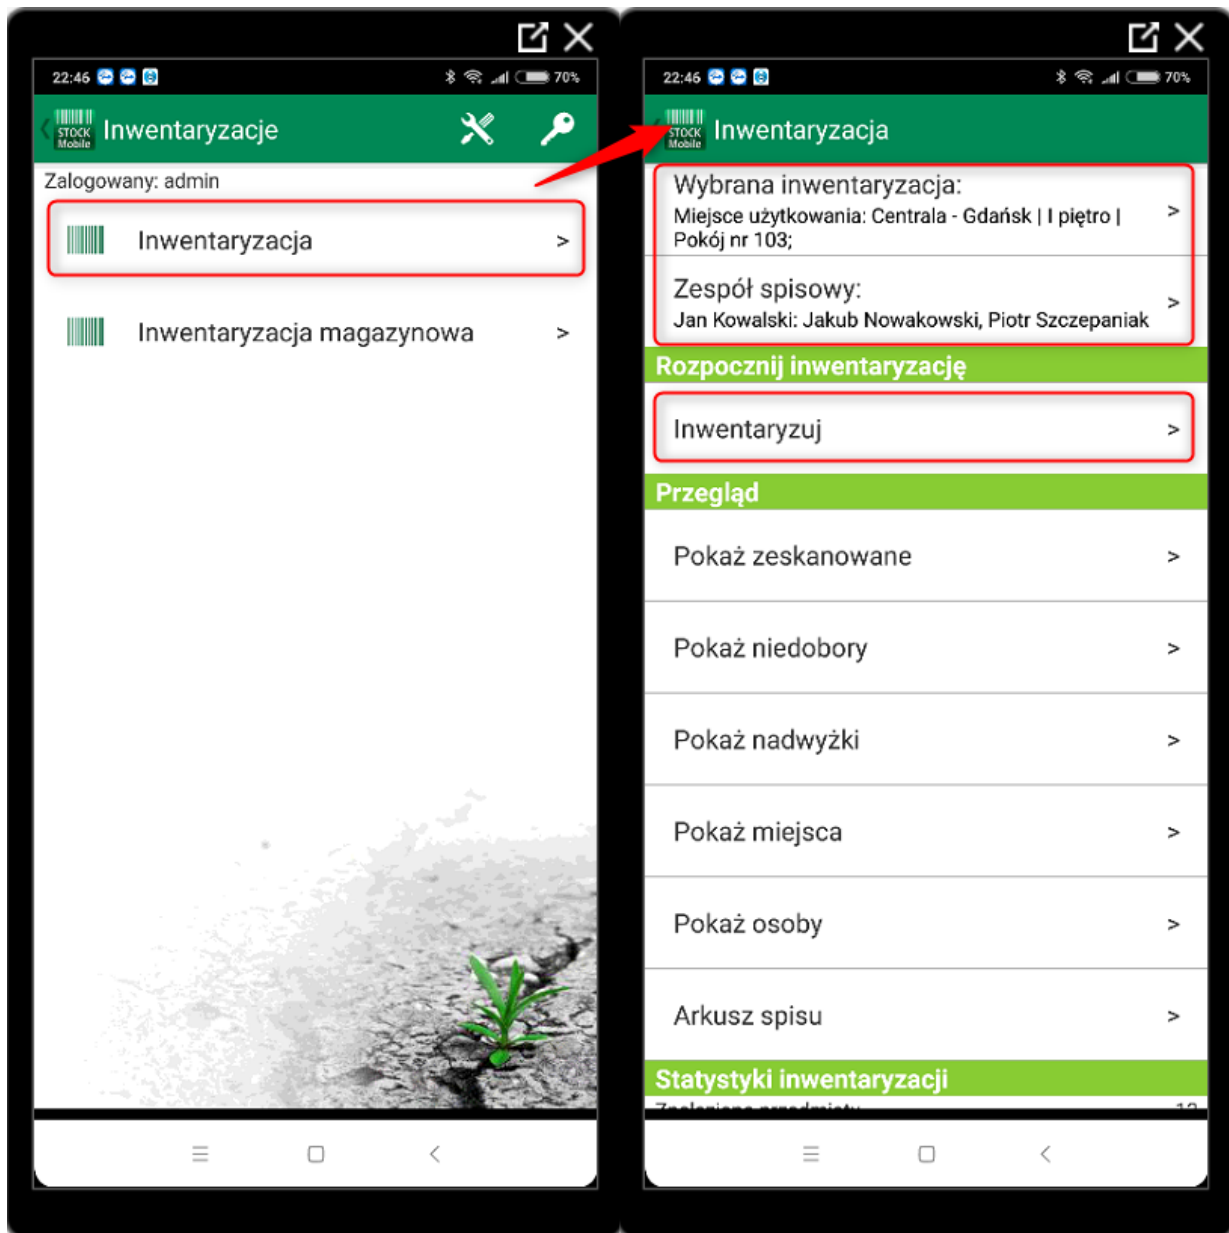 22:46
70%
STOCK
Mobile
Inwentaryzacje
Zalogowany: admin
Inwentaryzacja
>
Inwentaryzacja magazynowa
>
22:46
70%
STOCK
Mobile
Inwentaryzacja
Wybrana inwentaryzacja:
Miejsce użytkowania: Centrala - Gdańsk | I piętro |
Pokój nr 103;
>
Zespół spisowy:
Jan Kowalski: Jakub Nowakowski, Piotr Szczepaniak
>
Rozpocznij inwentaryzację
Inwentaryzuj
>
Przegląd
Pokaż zeskanowane
>
Pokaż niedobory
>
Pokaż nadwyżki
>
Pokaż miejsca
>
Pokaż osoby
>
Arkusz spisu
>
Statystyki inwentaryzacji